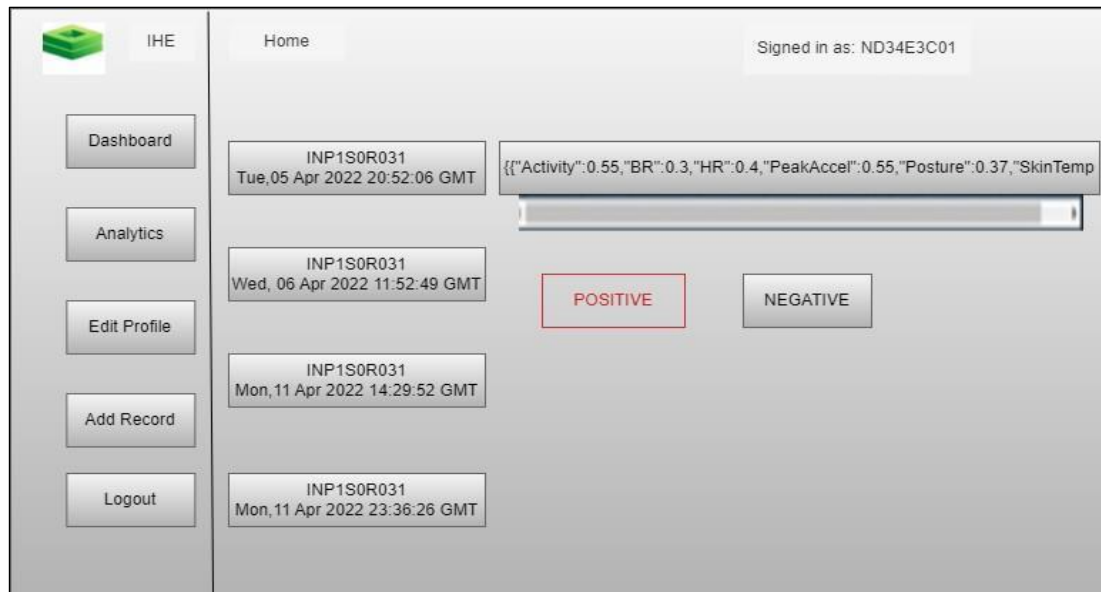 IHE
Home
Signed in as: ND34E3C01
Dashboard
Analytics
Edit Profile
Add Record
Logout
INP1S0R031
Tue,05 Apr 2022 20:52:06 GMT
{{"Activity":0.55,"BR":0.3,"HR":0.4,"PeakAccel":0.55,"Posture":0.37,"SkinTemp
INP1S0R031
Wed, 06 Apr 2022 11:52:49 GMT
POSITIVE
NEGATIVE
INP1S0R031
Mon,11 Apr 2022 14:29:52 GMT
INP1S0R031
Mon,11 Apr 2022 23:36:26 GMT